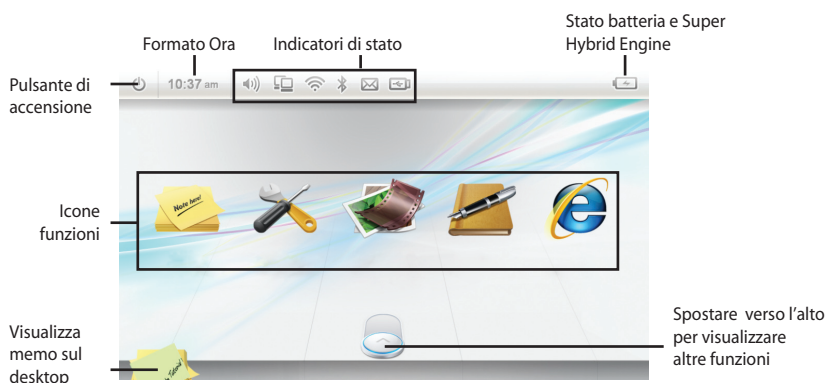 Stato batteria e Super
Hybrid Engine
Formato Ora
Indicatori di stato
Pulsante di
accensione
10:37 am
Icone
funzioni
Note here!
Visualizza
memo sul
desktop
Spostare verso l'alto
per visualizzare
altre funzioni